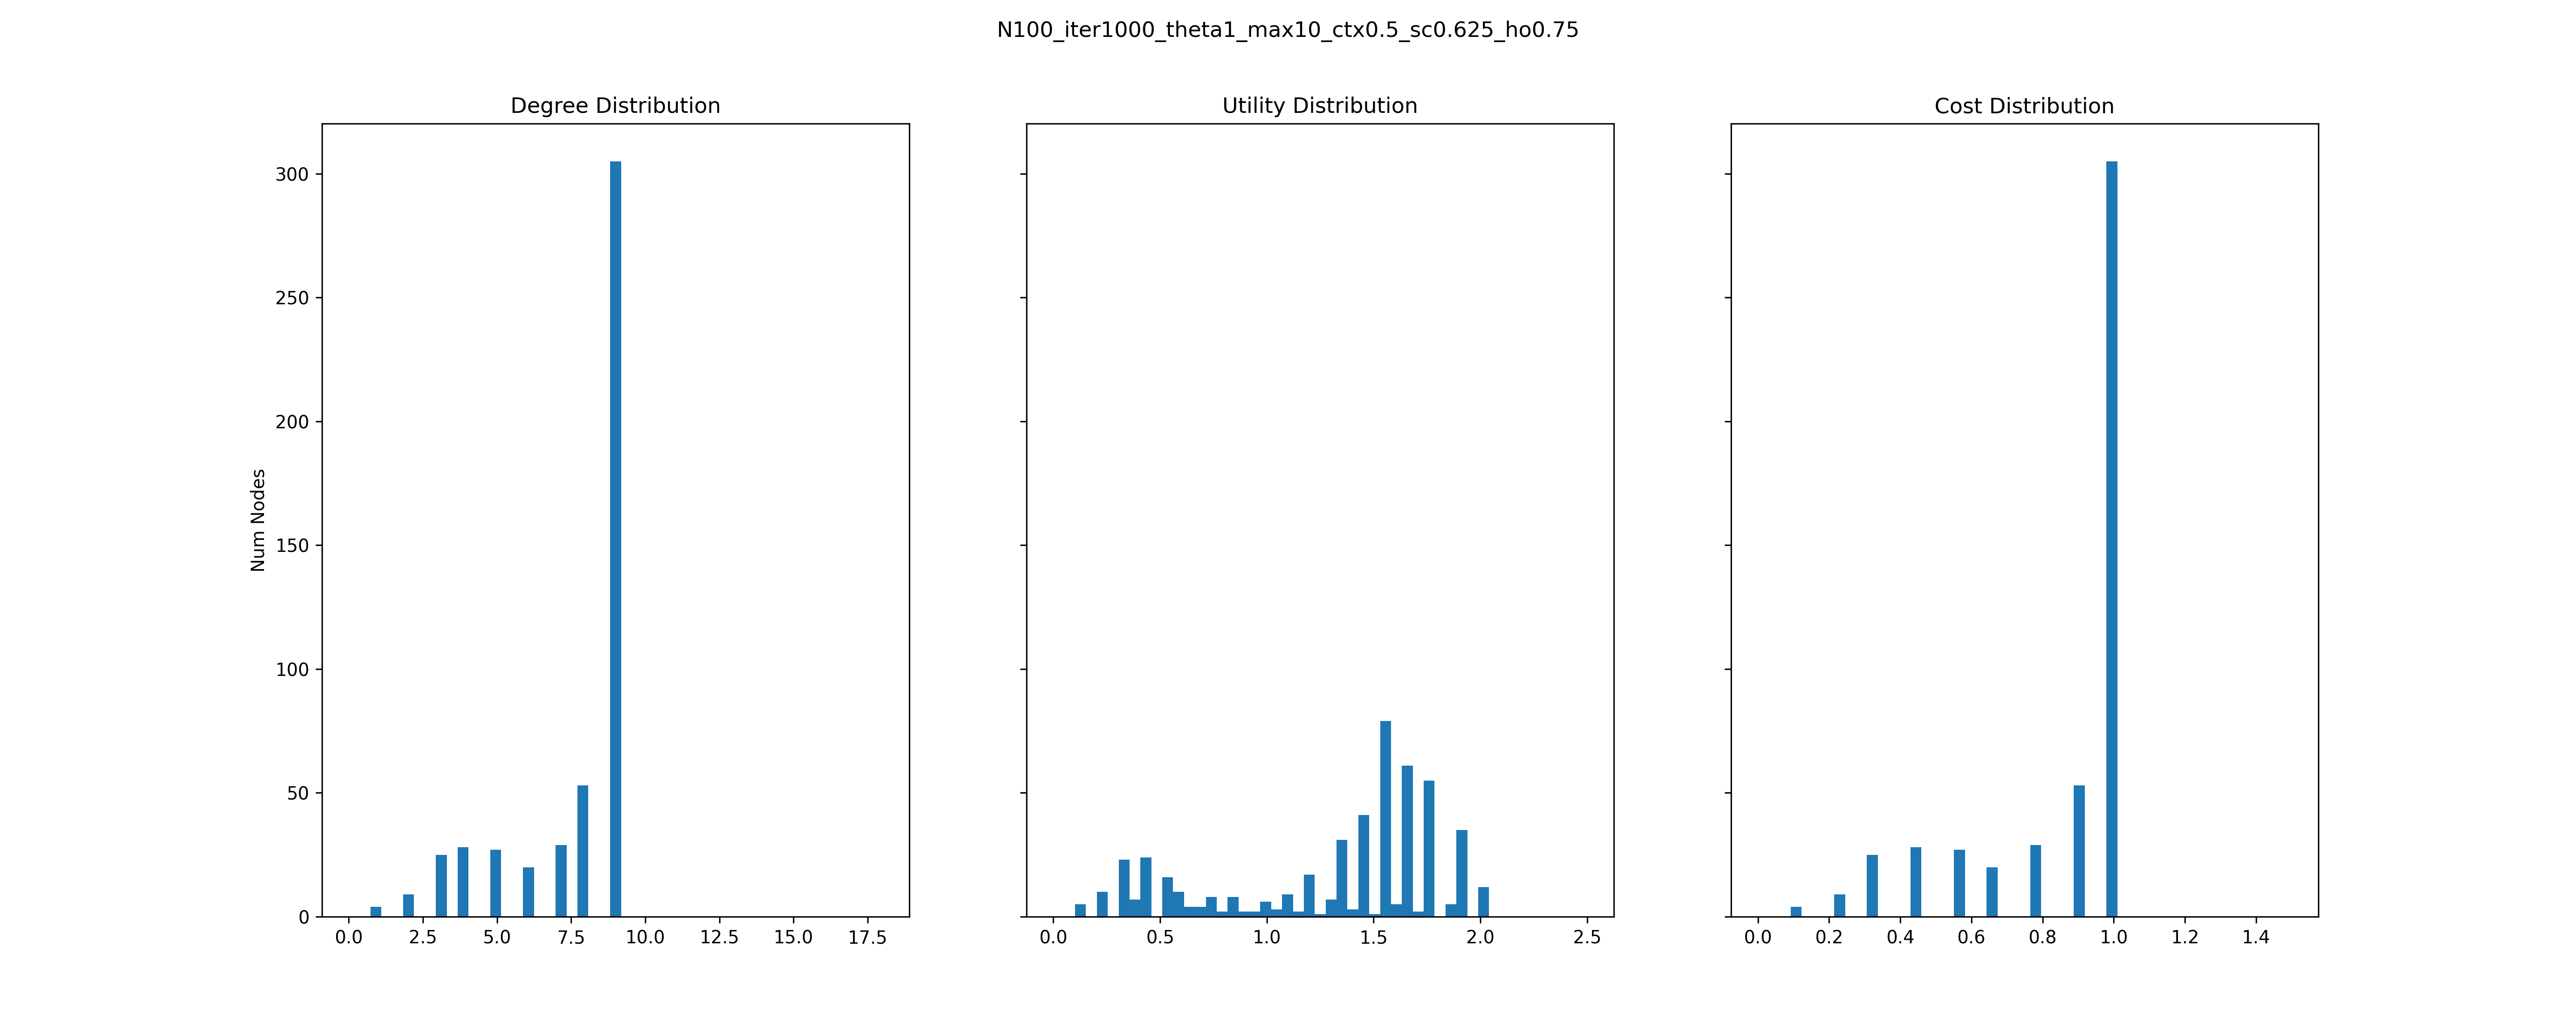 N100_iter1000_theta1_max10_ctx0.5_sc0.625_ho0.75
Degree Distribution
Utility Distribution
Cost Distribution
Num Nodes
300
250
200
150
100
50
0
0.0 2.5 5.0 7.5 10.0 12.5 15.0 17.5
0.0 0.5 1.0 1.5 2.0 2.5
0.0 0.2 0.4 0.6 0.8 1.0 1.2 1.4